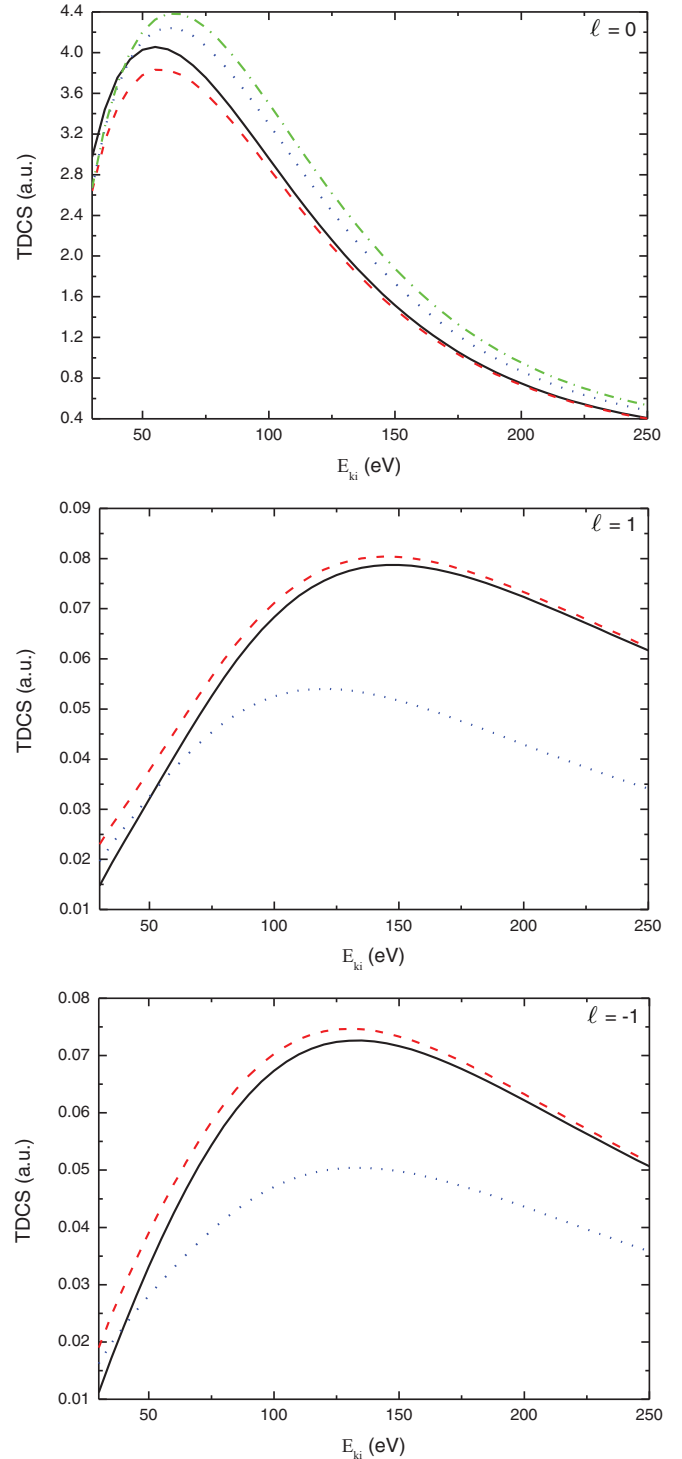 ℓ = 0
TDCS (a.u.)
4.4
4.0
3.6
3.2
2.8
2.4
2.0
1.6
1.2
0.8
0.4
50 100 150 200 250
E_ki (eV)
ℓ = 1
TDCS (a.u.)
0.09
0.08
0.07
0.06
0.05
0.04
0.03
0.02
0.01
50 100 150 200 250
E_ki (eV)
ℓ = -1
TDCS (a.u.)
0.08
0.07
0.06
0.05
0.04
0.03
0.02
0.01
50 100 150 200 250
E_ki (eV)